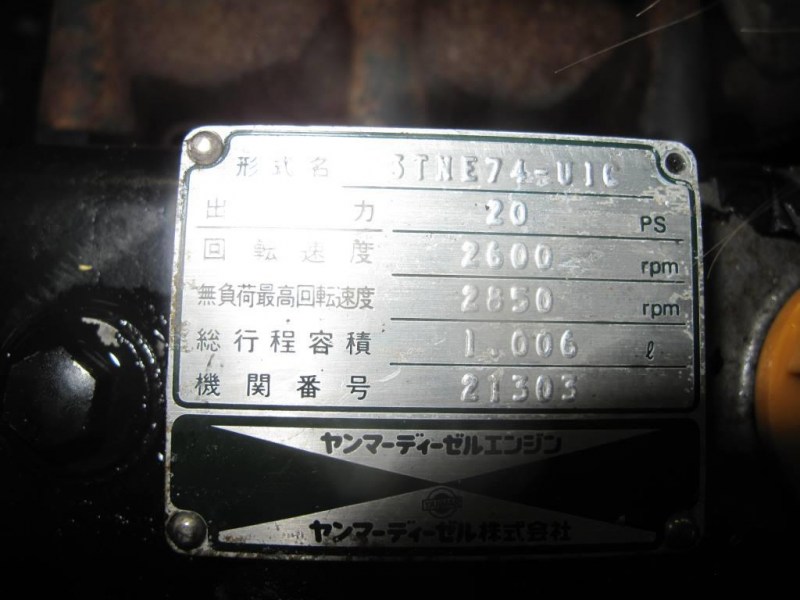 形式名 3TNE74-U1C
出力 20 PS
回転速度 2600 rpm
無負荷最高回転速度 2850 rpm
総行程容積 1.006 ℓ
機関番号 21303
ヤンマーディーゼルエンジン
ヤンマーディーゼル株式会社